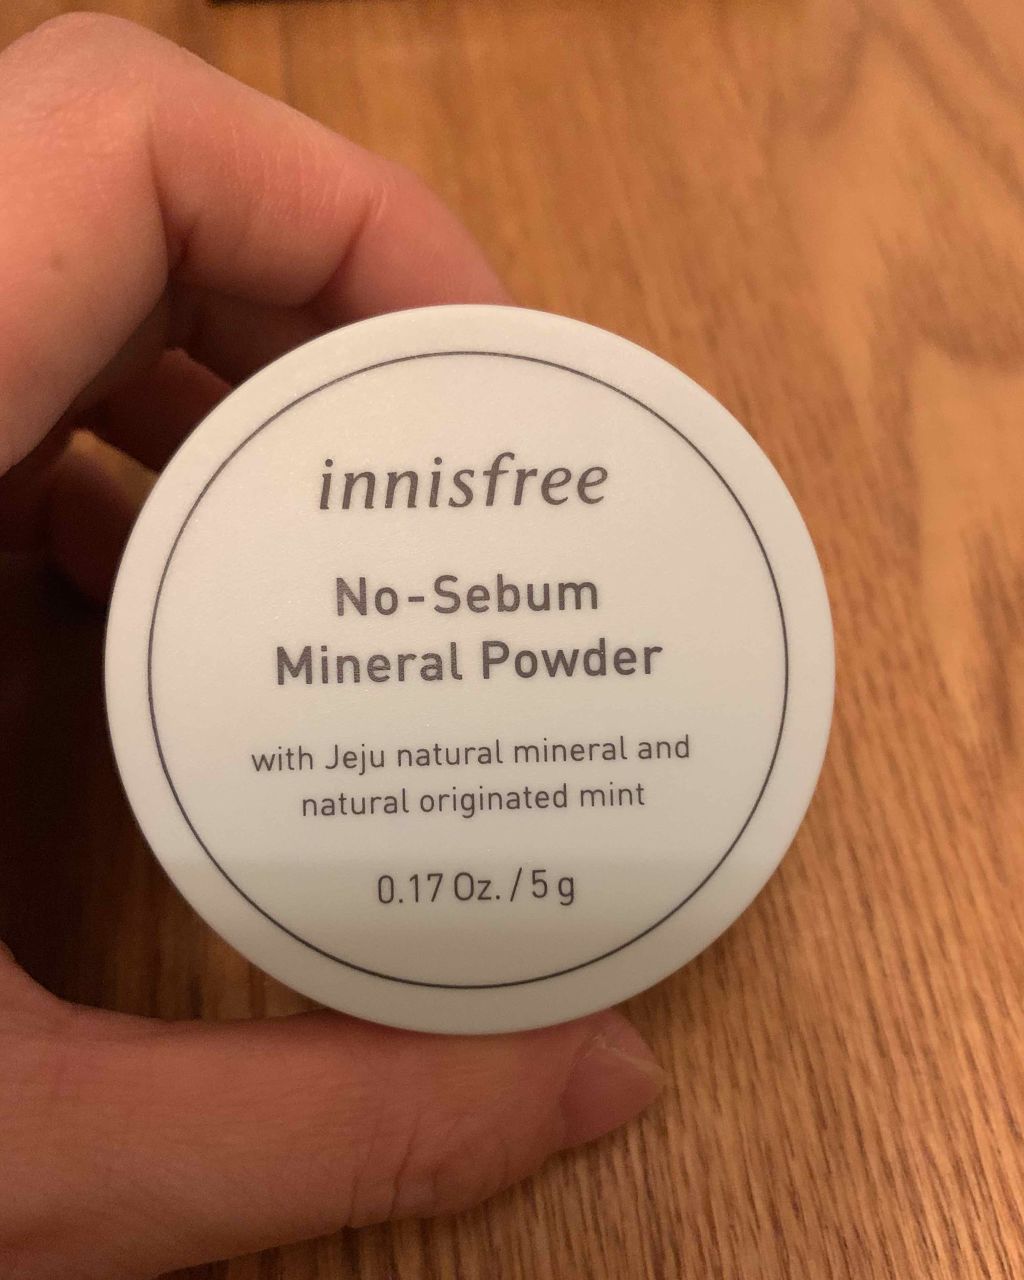 innisfree
No-Sebum
Mineral Powder
with Jeju natural mineral and
natural originated mint
0.17 Oz. / 5 g